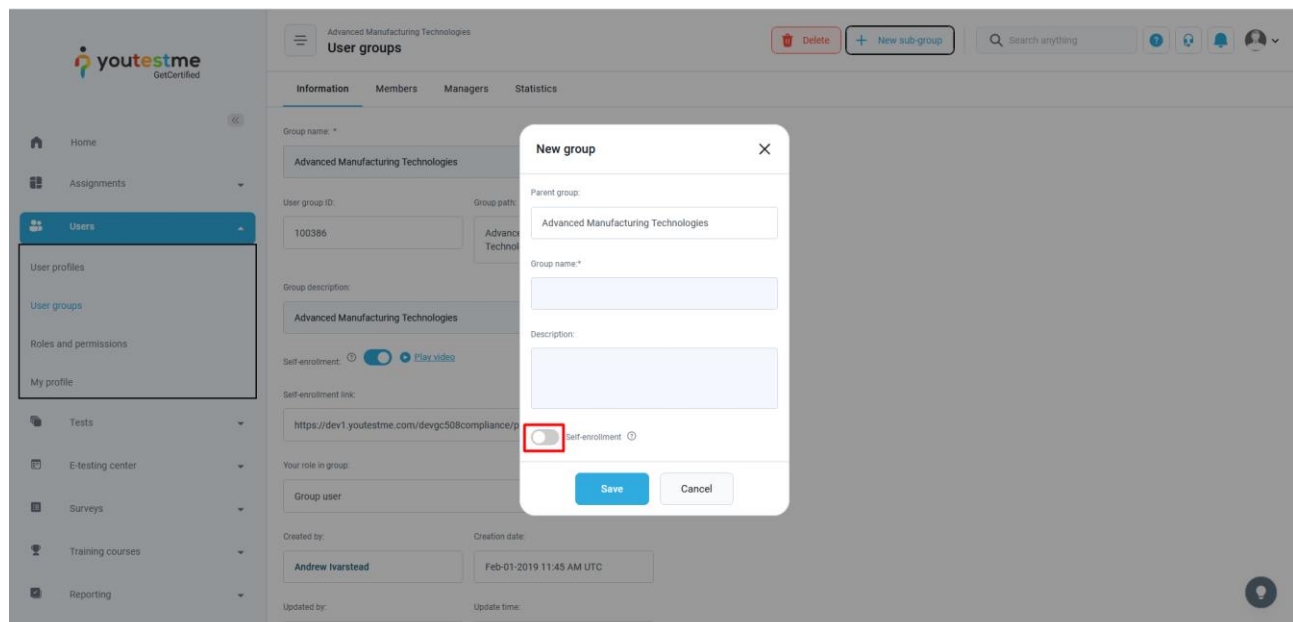 youtestme
GetCertified
Home
Assignments
Users
User profiles
User groups
Roles and permissions
My profile
Tests
E-testing center
Surveys
Training courses
Reporting
Advanced Manufacturing Technologies
User groups
Delete
+ New sub-group
Search anything
Information Members Managers Statistics
Group name: *
Advanced Manufacturing Technologies
User group ID: Group path:
100386
Advance
Technol
Group description:
Advanced Manufacturing Technologies
Self-enrolment: Play video
Self-enrolment link:
https://dev1.youtestme.com/devgc508compliance/p
Your role in group:
Group user
Created by: Creation date:
Andrew Ivarstead Feb-01-2019 11:45 AM UTC
Updated by: Update time:
New group
Parent group:
Advanced Manufacturing Technologies
Group name:*
Description:
Self-enrollment
Save Cancel